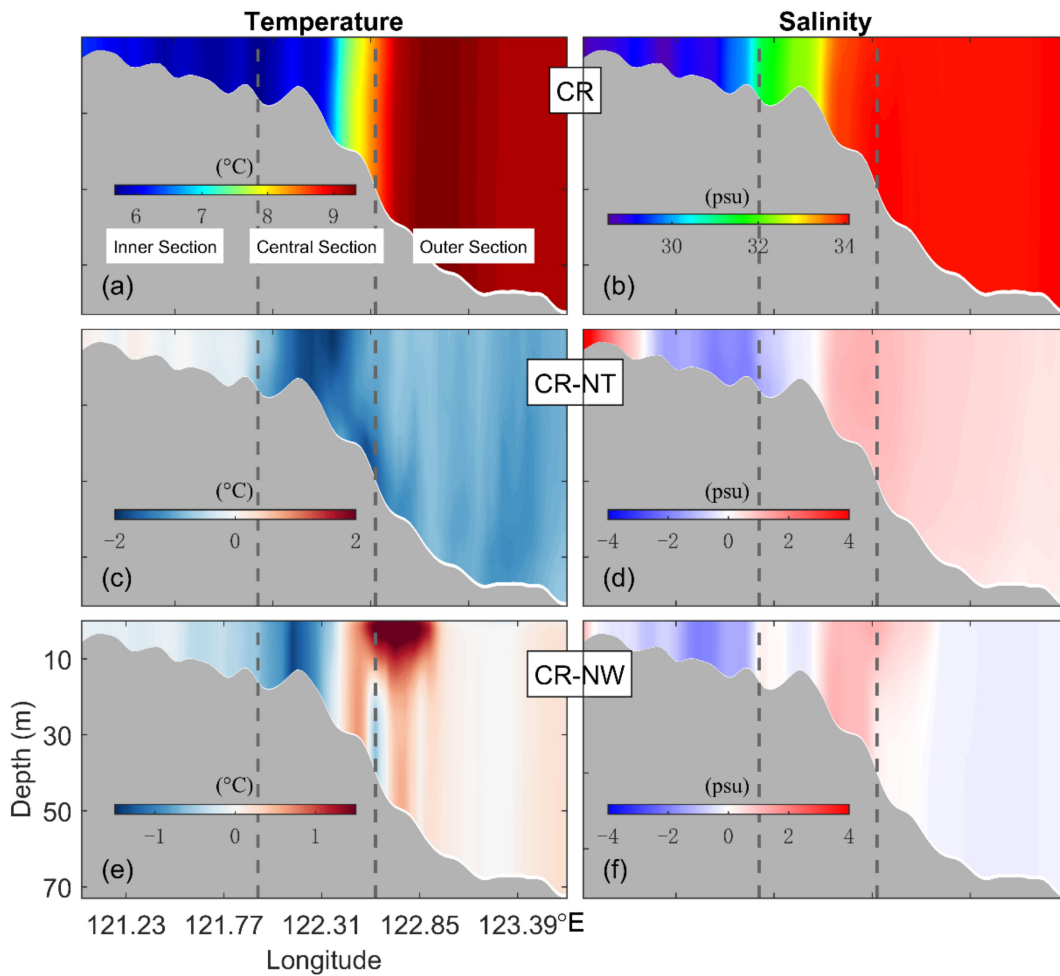 Temperature
Salinity
CR
(°C)
6 7 8 9
Inner Section
Central Section
Outer Section
(a)
(psu)
30 32 34
(b)
CR-NT
(°C)
−2 0 2
(c)
(psu)
−4 −2 0 2 4
(d)
CR-NW
10
30
50
70
Depth (m)
(°C)
−1 0 1
(e)
(psu)
−4 −2 0 2 4
(f)
121.23 121.77 122.31 122.85 123.39°E
Longitude